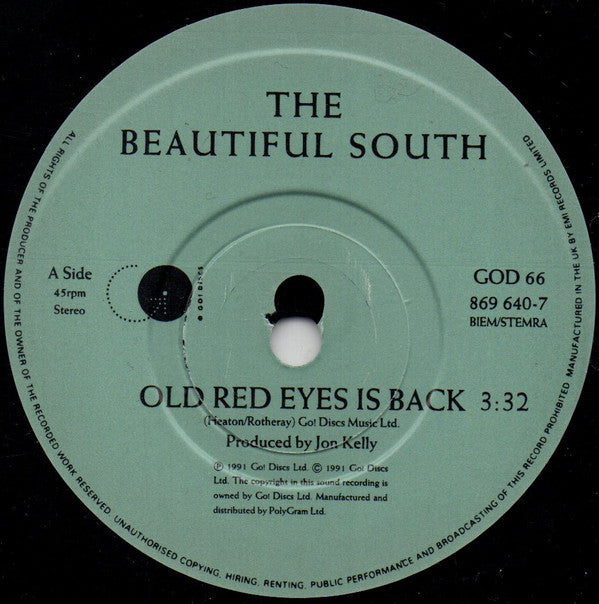 THE
BEAUTIFUL SOUTH
A Side
45rpm
Stereo
GO! DISCS
GOD 66
869 640-7
BIEM/STEMRA
OLD RED EYES IS BACK 3:32
(Heaton/Rotheray) Go! Discs Music Ltd.
Produced by Jon Kelly
℗ 1991 Go! Discs Ltd. © 1991 Go! Discs
Ltd. The copyright in this sound recording is
owned by Go! Discs Ltd. Manufactured and
distributed by PolyGram Ltd.
ALL RIGHTS OF THE PRODUCER AND OF THE OWNER OF THE RECORDED WORK RESERVED. UNAUTHORISED COPYING, HIRING, RENTING, PUBLIC PERFORMANCE AND BROADCASTING OF THIS RECORD PROHIBITED. MANUFACTURED IN THE UK BY EMI RECORDS LIMITED